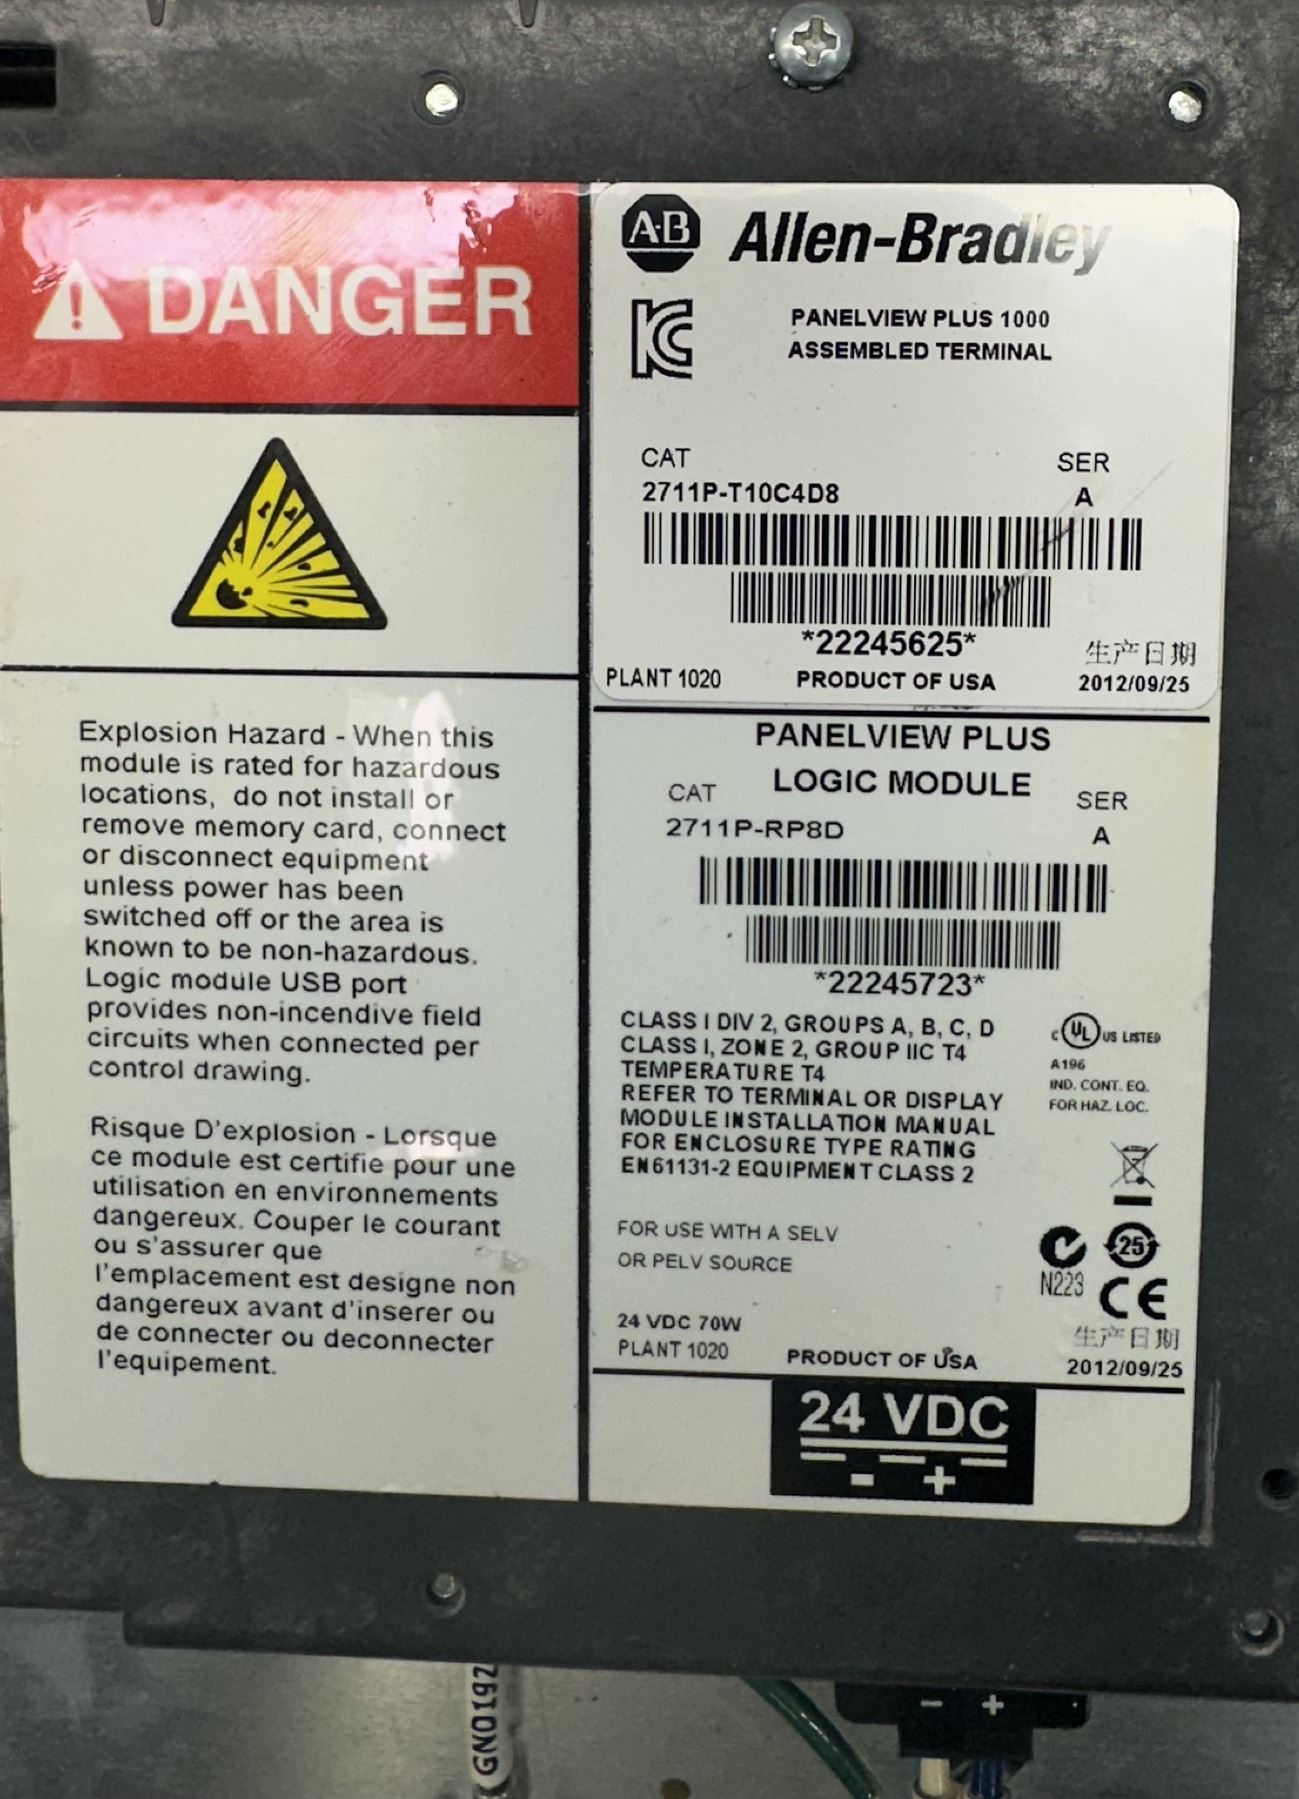 DANGER
Explosion Hazard - When this
module is rated for hazardous
locations, do not install or
remove memory card, connect
or disconnect equipment
unless power has been
switched off or the area is
known to be non-hazardous.
Logic module USB port
provides non-incendive field
circuits when connected per
control drawing.
Risque D'explosion - Lorsque
ce module est certifie pour une
utilisation en environnements
dangereux. Couper le courant
ou s'assurer que
l'emplacement est designe non
dangereux avant d'inserer ou
de connecter ou deconnecter
l'equipement.
A-B Allen-Bradley
PANELVIEW PLUS 1000
ASSEMBLED TERMINAL
CAT SER
2711P-T10C4D8 A
*22245625*
生产日期
PLANT 1020 PRODUCT OF USA 2012/09/25
PANELVIEW PLUS
LOGIC MODULE
CAT SER
2711P-RP8D A
*22245723*
CLASS I DIV 2, GROUPS A, B, C, D
CLASS I, ZONE 2, GROUP IIC T4
TEMPERATURE T4
REFER TO TERMINAL OR DISPLAY
MODULE INSTALLATION MANUAL
FOR ENCLOSURE TYPE RATING
EN61131-2 EQUIPMENT CLASS 2
C UL US LISTED
A196
IND. CONT. EQ.
FOR HAZ. LOC.
FOR USE WITH A SELV
OR PELV SOURCE
25
N223
CE
24 VDC 70W
生产日期
PLANT 1020 PRODUCT OF USA 2012/09/25
24 VDC
- +
- +
GND192